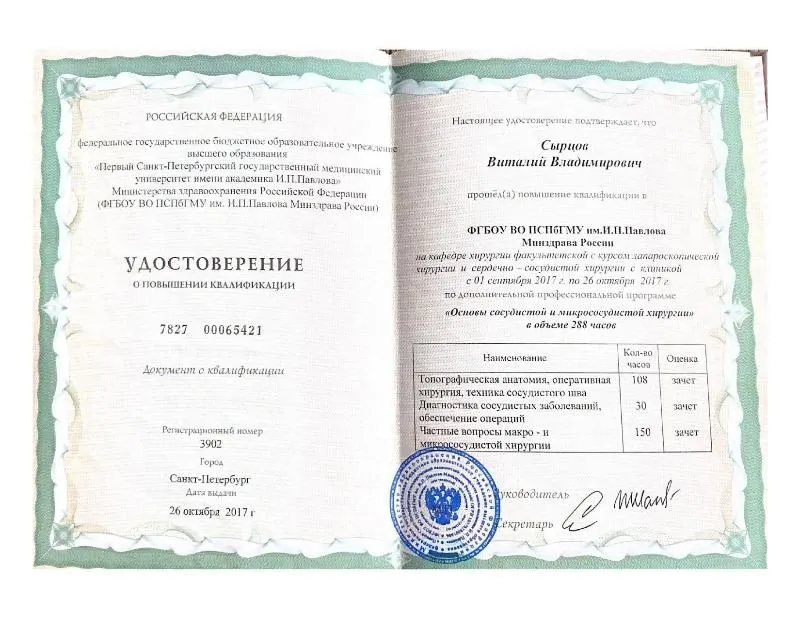 РОССИЙСКАЯ ФЕДЕРАЦИЯ
федеральное государственное бюджетное образовательное учреждение
высшего образования
«Первый Санкт-Петербургский государственный медицинский
университет имени академика И.П.Павлова»
Министерства здравоохранения Российской Федерации
(ФГБОУ ВО ПСПбГМУ им. И.П.Павлова Минздрава России)
УДОСТОВЕРЕНИЕ
О ПОВЫШЕНИИ КВАЛИФИКАЦИИ
7827 00065421
Документ о квалификации
Регистрационный номер
3902
Город
Санкт-Петербург
Дата выдачи
26 октября 2017 г
Настоящее удостоверение подтверждает, что
Сырцов
Виталий Владимирович
прошёл(а) повышение квалификации в
ФГБОУ ВО ПСПбГМУ им.И.П.Павлова
Минздрава России
на кафедре хирургии факультетской с курсом лапароскопической
хирургии и сердечно – сосудистой хирургии с клиникой
с 01 сентября 2017 г. по 26 октября 2017 г.
по дополнительной профессиональной программе
«Основы сосудистой и микрососудистой хирургии»
в объеме 288 часов
Наименование Кол-во часов Оценка
Топографическая анатомия, оперативная 108 зачет
хирургия, техника сосудистого шва
Диагностика сосудистых заболеваний, 30 зачет
обеспечение операций
Частные вопросы макро - и 150 зачет
микрососудистой хирургии
Руководитель
Секретарь